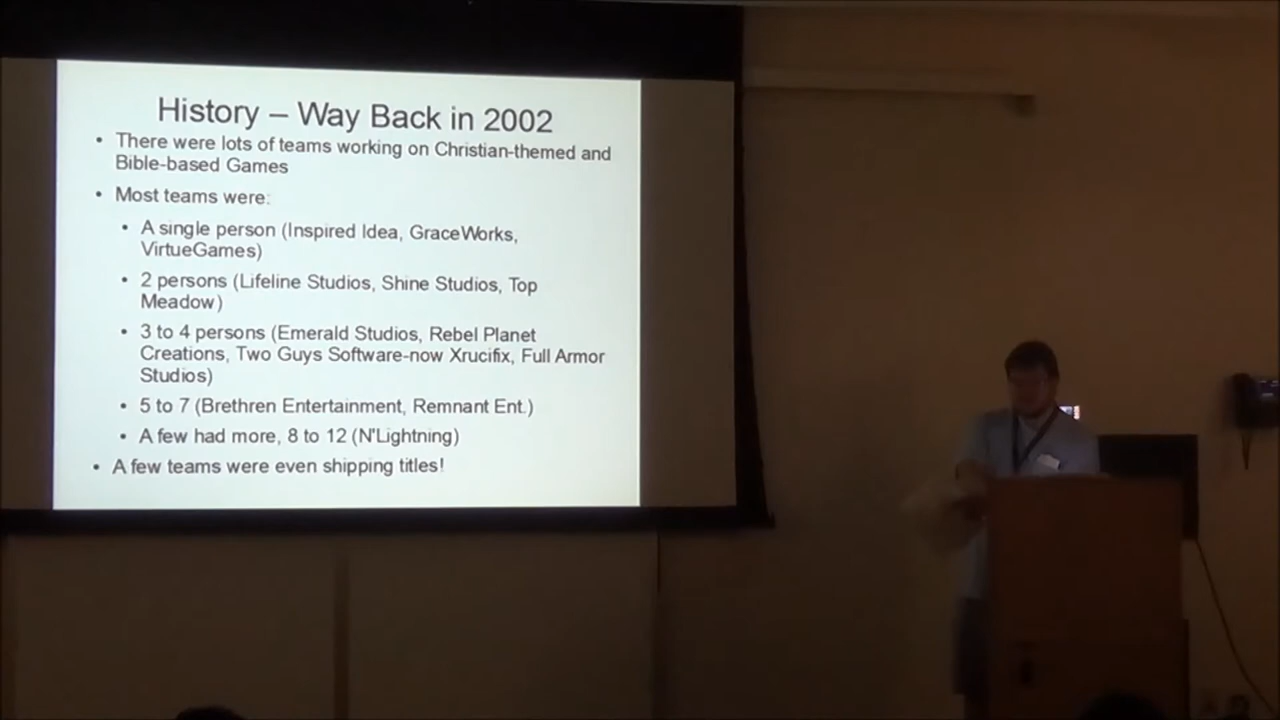 History – Way Back in 2002
• There were lots of teams working on Christian-themed and
Bible-based Games
• Most teams were:
• A single person (Inspired Idea, GraceWorks,
VirtueGames)
• 2 persons (Lifeline Studios, Shine Studios, Top
Meadow)
• 3 to 4 persons (Emerald Studios, Rebel Planet
Creations, Two Guys Software-now Xrucifix, Full Armor
Studios)
• 5 to 7 (Brethren Entertainment, Remnant Ent.)
• A few had more, 8 to 12 (N'Lightning)
• A few teams were even shipping titles!